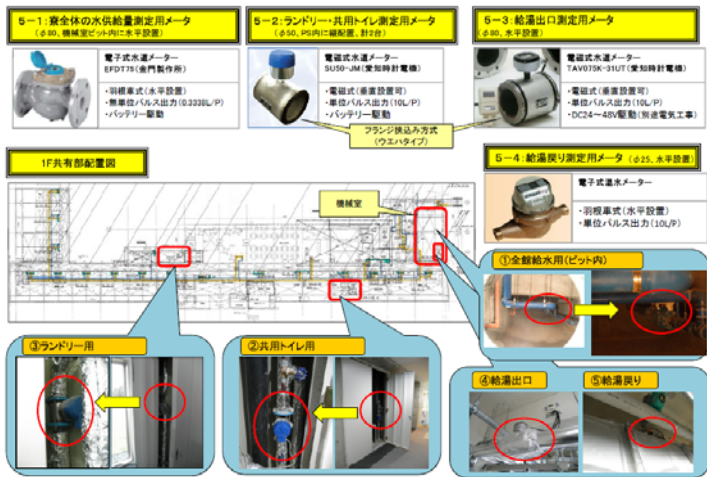 5-1:寮全体の水供給量測定用メータ
(φ80、機械室ピット内に水平設置)
電子式水道メーター
EFDT75(金門製作所)
・羽根車式(水平設置)
・無単位パルス出力(0.3338L/P)
・バッテリー駆動
5-2:ランドリー・共用トイレ測定用メータ
(φ50、PS内に縦配置、計2台)
電磁式水道メーター
SU50-JM(愛知時計電機)
・電磁式(垂直設置可)
・単位パルス出力(10L/P)
・バッテリー駆動
5-3:給湯出口測定用メータ
(φ80、水平設置)
電磁式水道メーター
TAV075K-31UT(愛知時計電機)
・電磁式(垂直設置可)
・単位パルス出力(10L/P)
・DC24~48V駆動(別途電気工事)
フランジ挟込み方式
(ウエハタイプ)
5-4:給湯戻り測定用メータ (φ25、水平設置)
電子式温水メーター
・羽根車式(水平設置)
・単位パルス出力(10L/P)
1F共有部配置図
機械室
①全館給水用(ピット内)
③ランドリー用
②共用トイレ用
④給湯出口
⑤給湯戻り